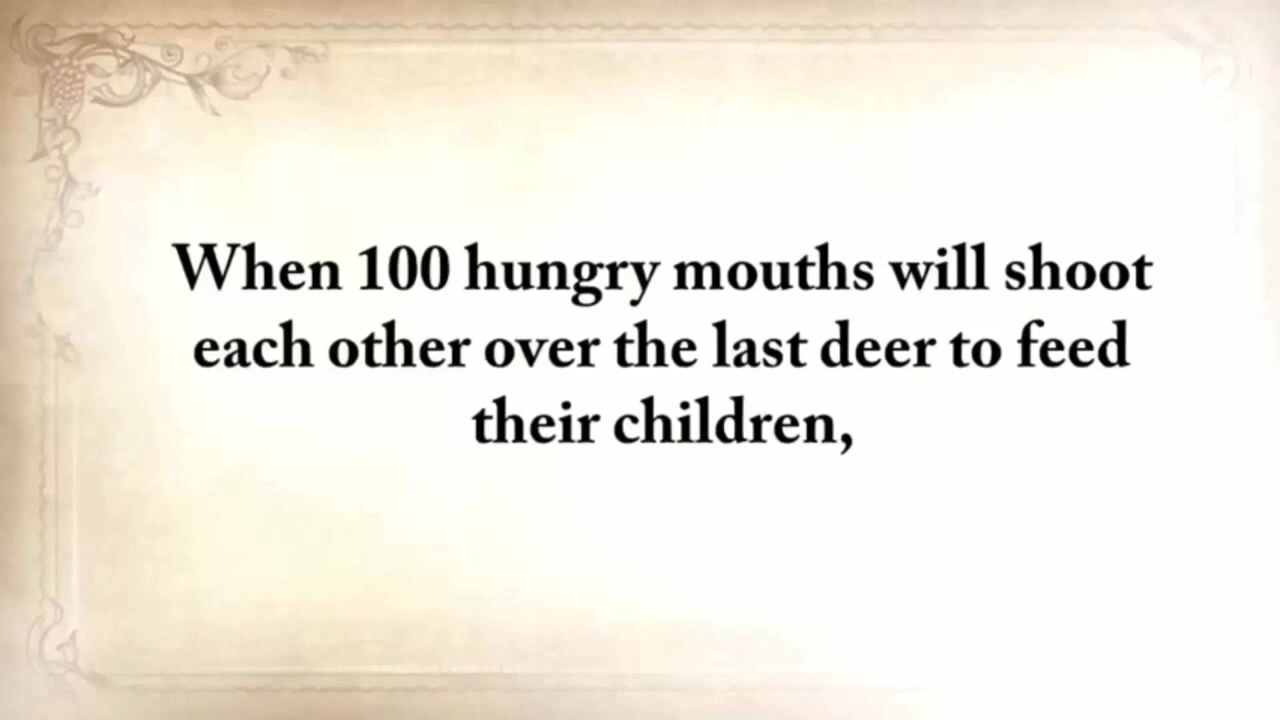 When 100 hungry mouths will shoot
each other over the last deer to feed
their children,